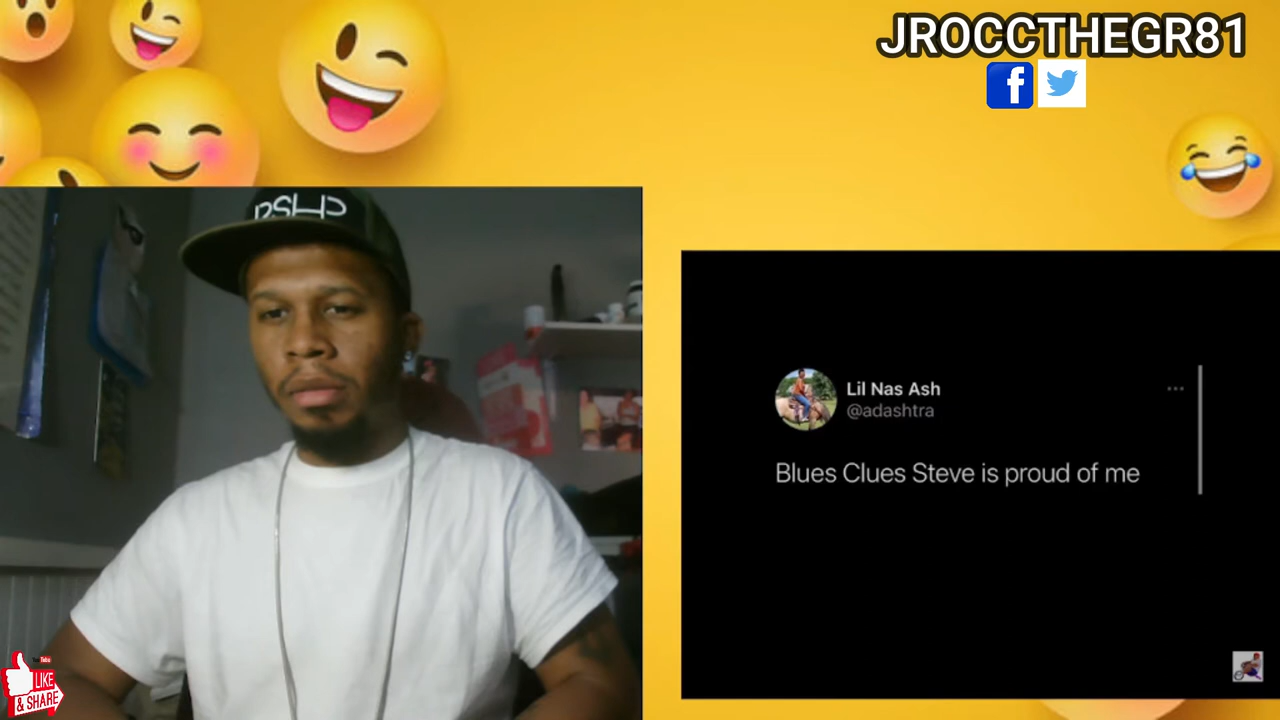 JROCCTHEGR81
Lil Nas Ash
@adashtra
Blues Clues Steve is proud of me
LIKE
& SHARE